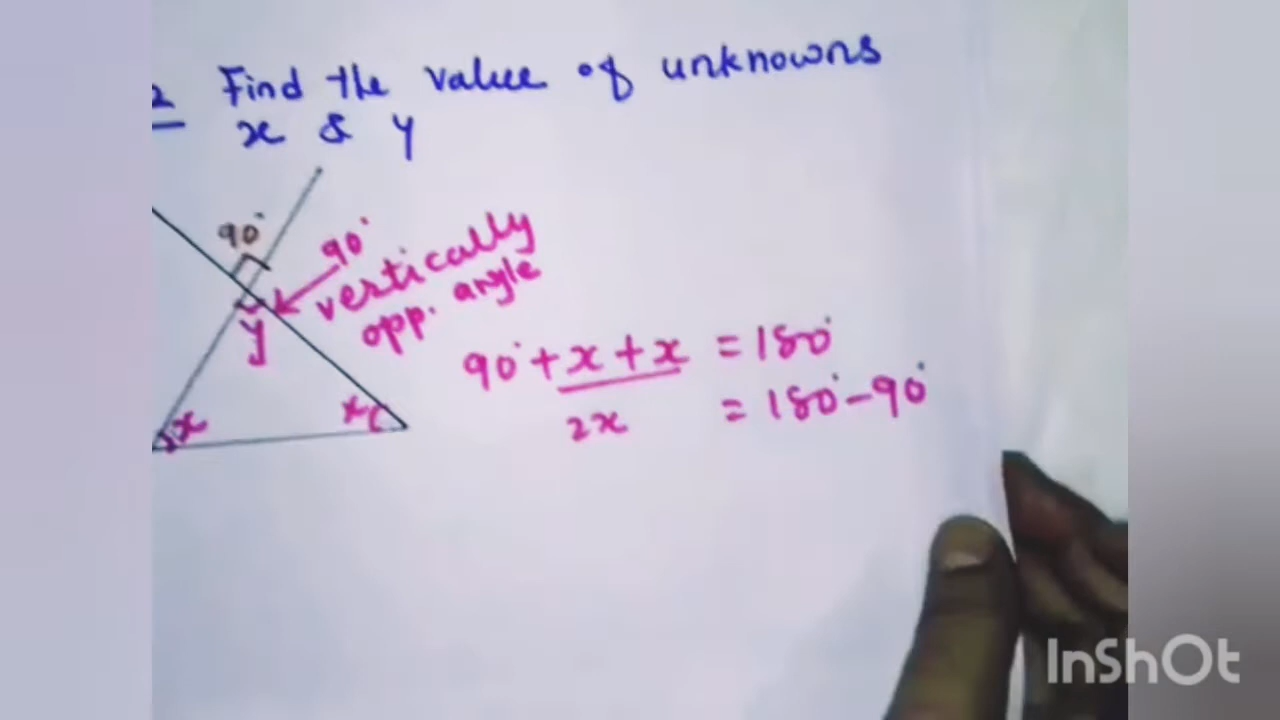 2 Find the value of unknowns
x & y
90°
90°
vertically
opp. angle
y
x
x
90° + x + x = 180°
2x = 180° - 90°
InShOt